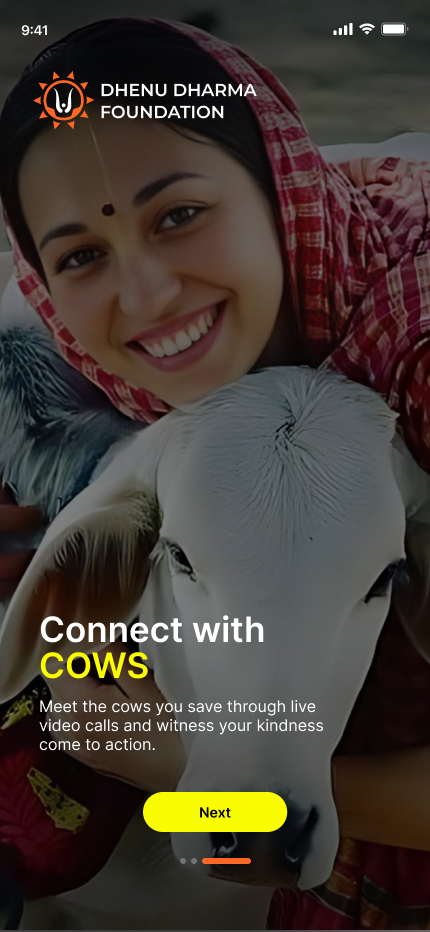 9:41
DHENU DHARMA
FOUNDATION
Connect with
COWS
Meet the cows you save through live
video calls and witness your kindness
come to action.
Next